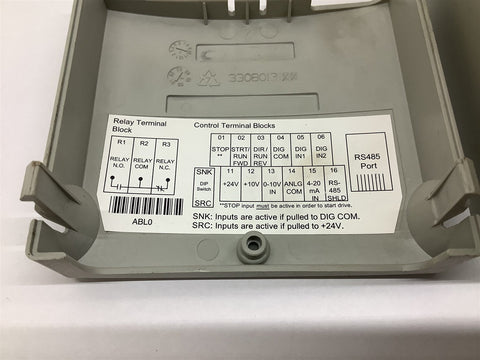 3308013
Relay Terminal
Block
R1 R2 R3
RELAY RELAY RELAY
N.O. COM N.C.
ABL0
Control Terminal Blocks
01 02 03 04 05 06
STOP STRT/ DIR/ DIG DIG DIG
** RUN RUN COM IN1 IN2
FWD REV
SNK 11 12 13 14 15 16
DIP +24V +10V 0-10V ANLG 4-20 RS-
Switch IN COM mA 485
SRC IN SHLD
**STOP input must be active in order to start drive.
RS485
Port
SNK: Inputs are active if pulled to DIG COM.
SRC: Inputs are active if pulled to +24V.